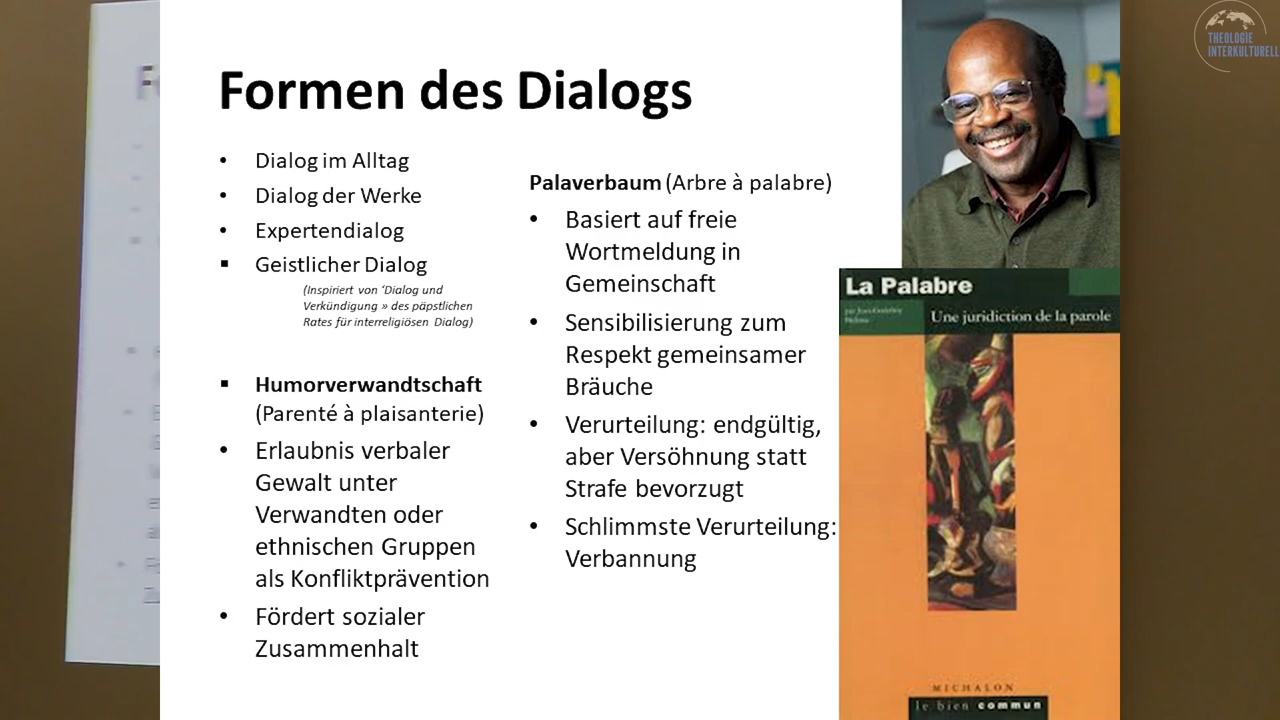 THEOLOGIE
INTERKULTURELL
Formen des Dialogs
• Dialog im Alltag
• Dialog der Werke
• Expertendialog
▪ Geistlicher Dialog
(Inspiriert von ‘Dialog und
Verkündigung » des päpstlichen
Rates für interreligiösen Dialog)
▪ Humorverwandtschaft
(Parenté à plaisanterie)
• Erlaubnis verbaler
Gewalt unter
Verwandten oder
ethnischen Gruppen
als Konfliktprävention
• Fördert sozialer
Zusammenhalt
Palaverbaum (Arbre à palabre)
• Basiert auf freie
Wortmeldung in
Gemeinschaft
• Sensibilisierung zum
Respekt gemeinsamer
Bräuche
• Verurteilung: endgültig,
aber Versöhnung statt
Strafe bevorzugt
• Schlimmste Verurteilung:
Verbannung
La Palabre
Une juridiction de la parole
MICHALON
le bien commun